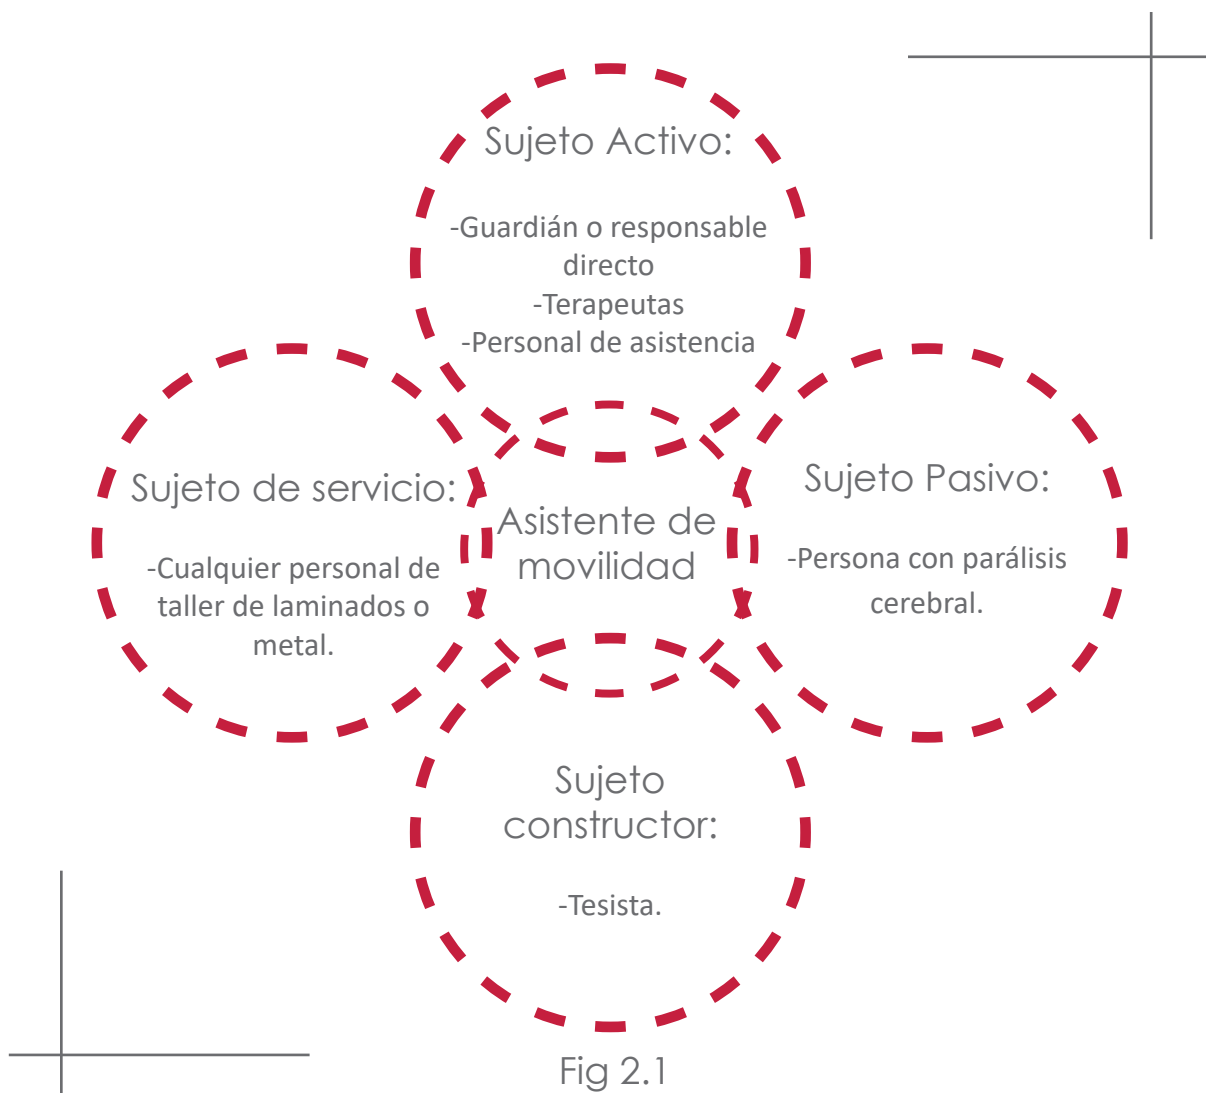 Sujeto Activo:
-Guardián o responsable
directo
-Terapeutas
-Personal de asistencia
Sujeto de servicio:
-Cualquier personal de
taller de laminados o
metal.
Asistente de
movilidad
Sujeto Pasivo:
-Persona con parálisis
cerebral.
Sujeto
constructor:
-Tesista.
Fig 2.1